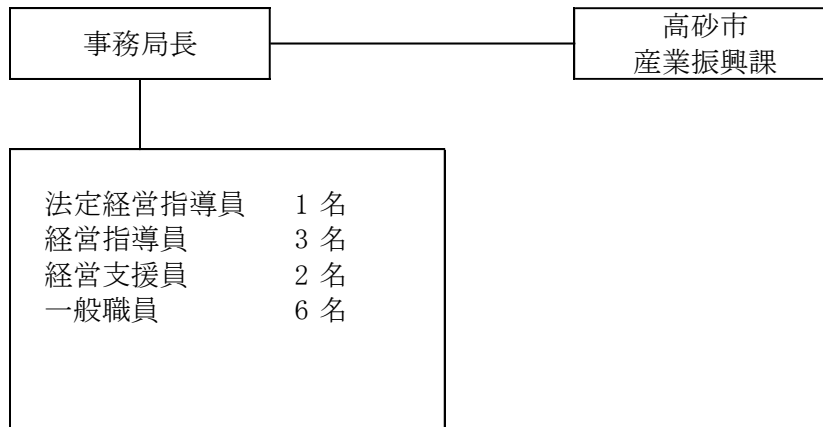 事務局長
高砂市
産業振興課
法定経営指導員 1 名
経営指導員 3 名
経営支援員 2 名
一般職員 6 名